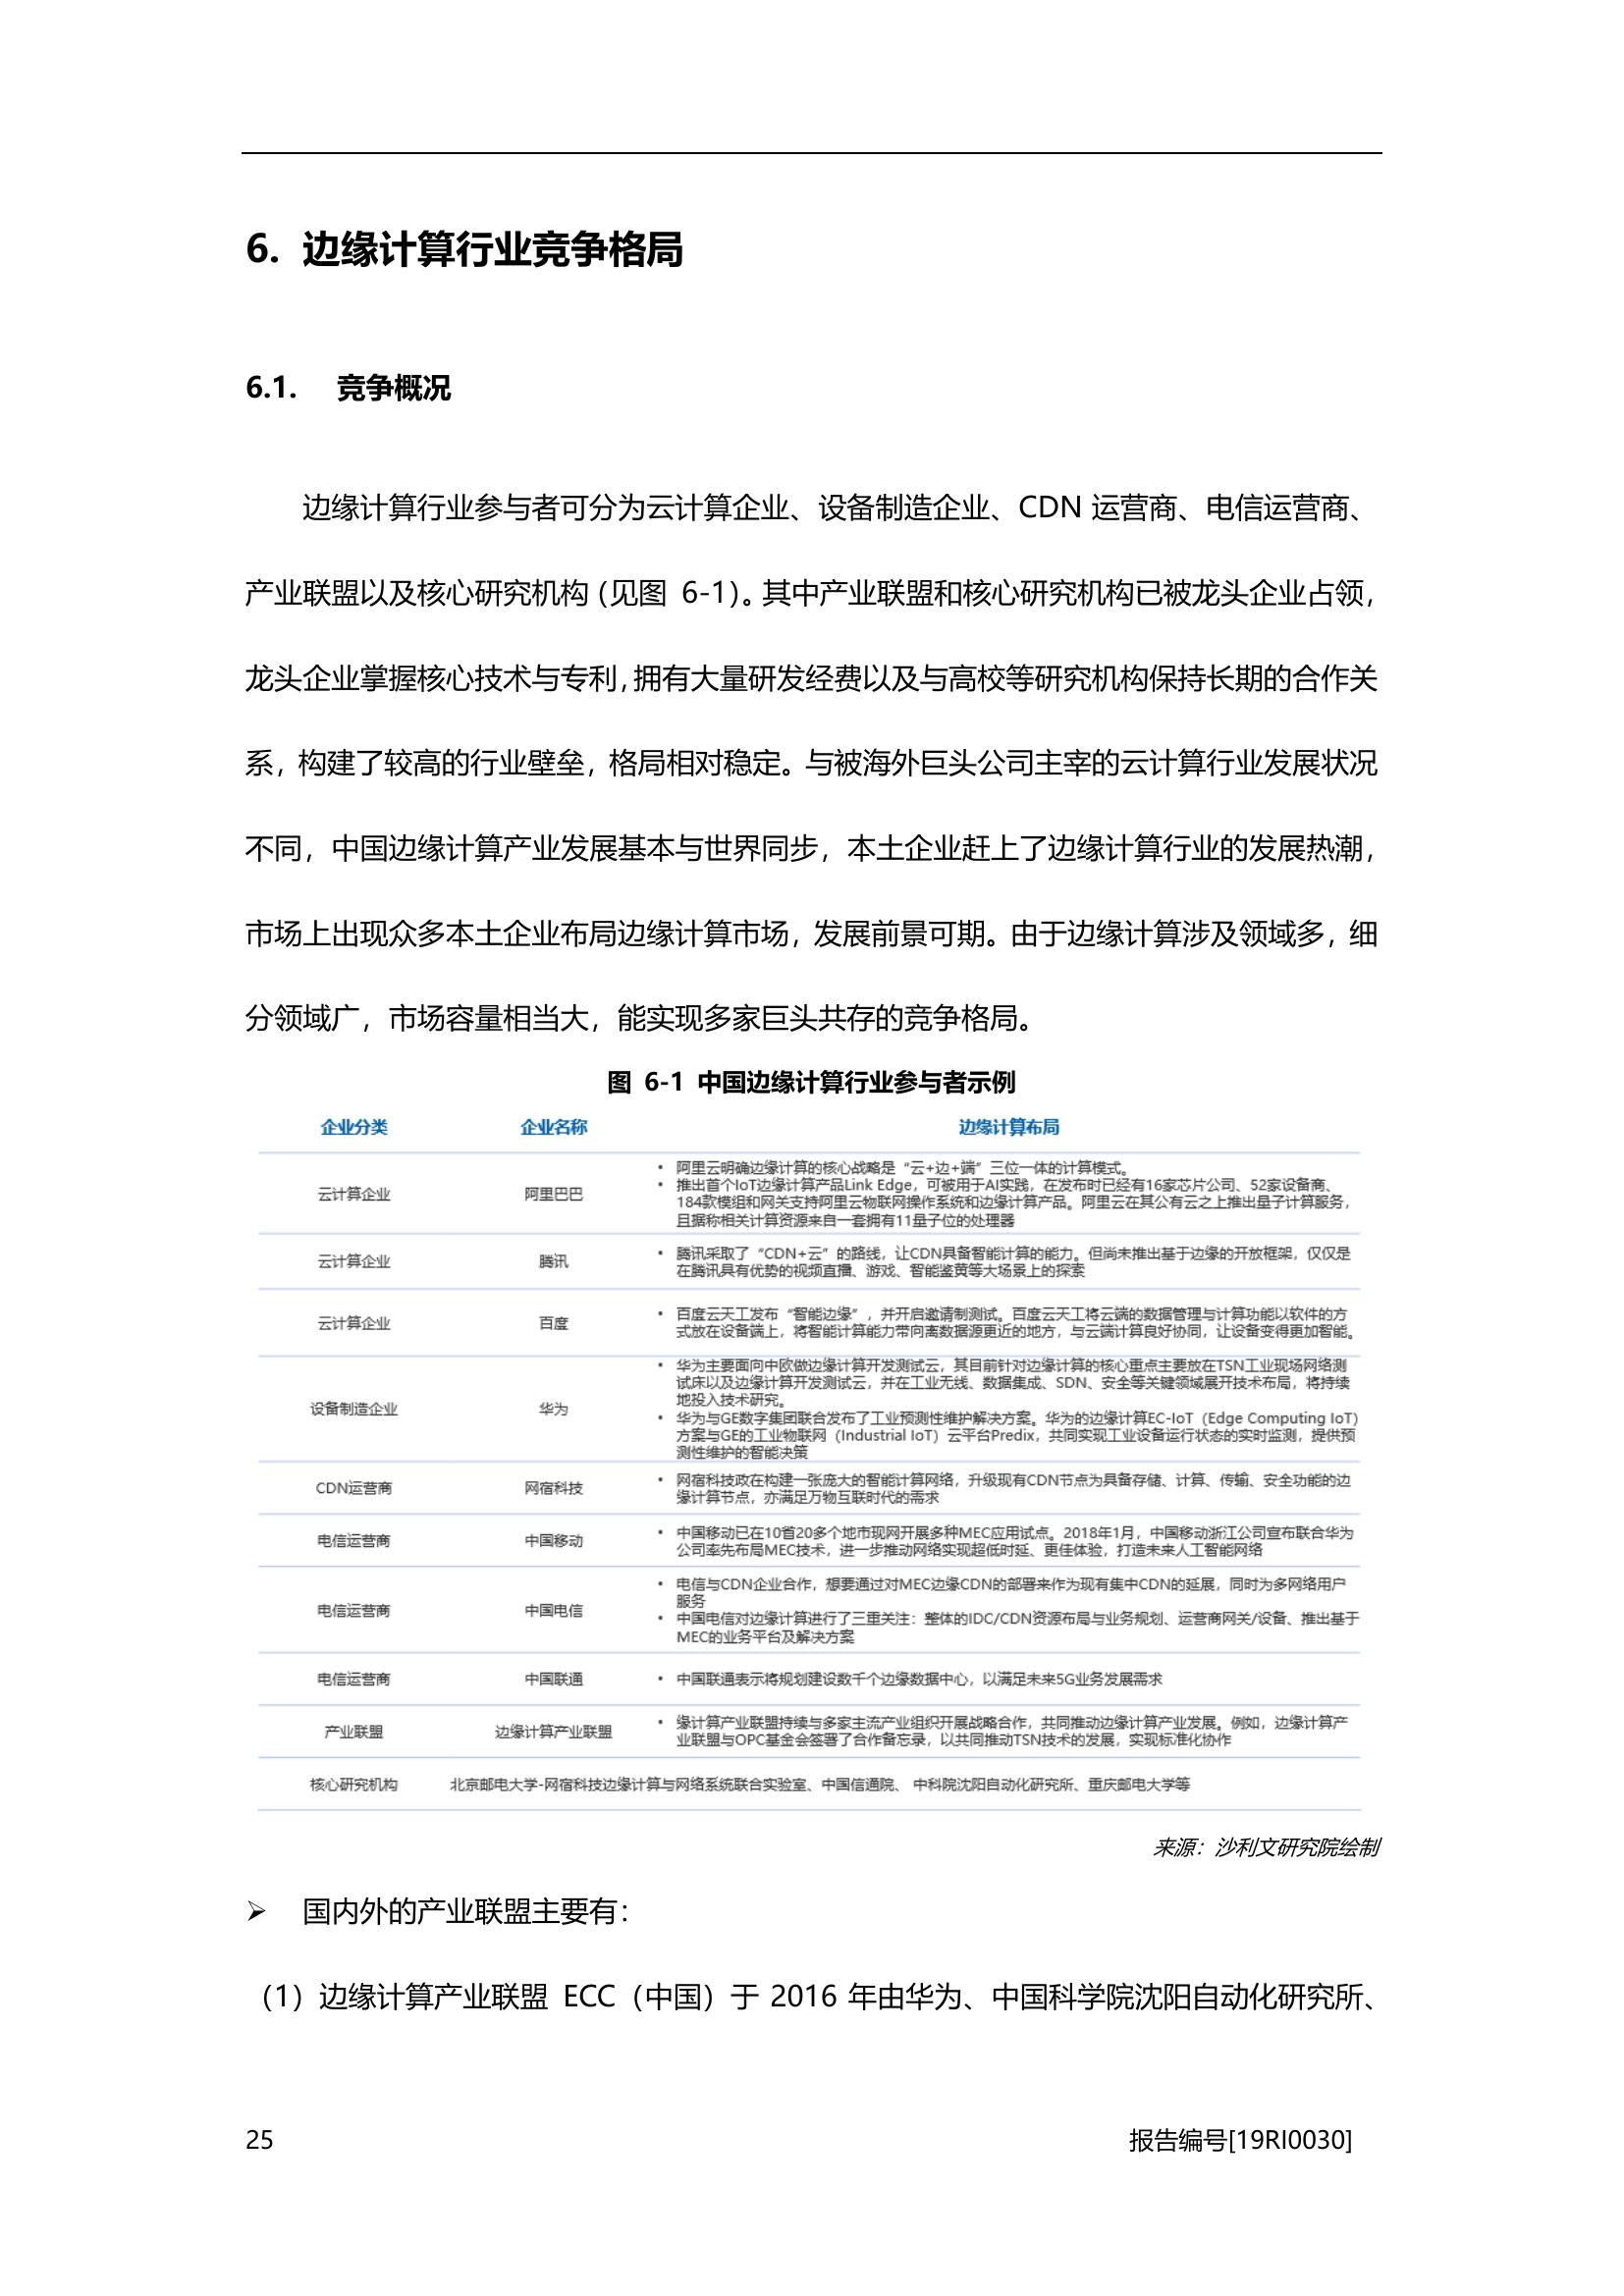 6. 边缘计算行业竞争格局
6.1. 竞争概况
边缘计算行业参与者可分为云计算企业、设备制造企业、CDN 运营商、电信运营商、
产业联盟以及核心研究机构（见图 6-1）。其中产业联盟和核心研究机构已被龙头企业占领，
龙头企业掌握核心技术与专利，拥有大量研发经费以及与高校等研究机构保持长期的合作关
系，构建了较高的行业壁垒，格局相对稳定。与被海外巨头公司主宰的云计算行业发展状况
不同，中国边缘计算产业发展基本与世界同步，本土企业赶上了边缘计算行业的发展热潮，
市场上出现众多本土企业布局边缘计算市场，发展前景可期。由于边缘计算涉及领域多，细
分领域广，市场容量相当大，能实现多家巨头共存的竞争格局。
图 6-1 中国边缘计算行业参与者示例
企业分类 企业名称 边缘计算布局
云计算企业 阿里巴巴
• 阿里云明确边缘计算的核心战略是“云+边+端”三位一体的计算模式。
• 推出首个IoT边缘计算产品Link Edge，可被用于AI实践，在发布时已经有16家芯片公司、52家设备商、
184款模组和网关支持阿里云物联网操作系统和边缘计算产品。阿里云在其公有云之上推出量子计算服务，
且据称相关计算资源来自一套拥有11量子位的处理器
云计算企业 腾讯
• 腾讯采取了“CDN+云”的路线，让CDN具备智能计算的能力。但尚未推出基于边缘的开放框架，仅仅是
在腾讯具有优势的视频直播、游戏、智能鉴黄等大场景上的探索
云计算企业 百度
• 百度云天工发布“智能边缘”，并开启邀请制测试。百度云天工将云端的数据管理与计算功能以软件的方
式放在设备端上，将智能计算能力带向离数据源更近的地方，与云端计算良好协同，让设备变得更加智能。
设备制造企业 华为
• 华为主要面向中欧做边缘计算开发测试云，其目前针对边缘计算的核心重点主要放在TSN工业现场网络测
试床以及边缘计算开发测试云，并在工业无线、数据集成、SDN、安全等关键领域展开技术布局，将持续
地投入技术研究。
• 华为与GE数字集团联合发布了工业预测性维护解决方案。华为的边缘计算EC-IoT（Edge Computing IoT）
方案与GE的工业物联网（Industrial IoT）云平台Predix，共同实现工业设备运行状态的实时监测，提供预
测性维护的智能决策
CDN运营商 网宿科技
• 网宿科技政在构建一张庞大的智能计算网络，升级现有CDN节点为具备存储、计算、传输、安全功能的边
缘计算节点，亦满足万物互联时代的需求
电信运营商 中国移动
• 中国移动已在10省20多个地市现网开展多种MEC应用试点。2018年1月，中国移动浙江公司宣布联合华为
公司率先布局MEC技术，进一步推动网络实现超低时延、更佳体验，打造未来人工智能网络
电信运营商 中国电信
• 电信与CDN企业合作，想要通过对MEC边缘CDN的部署来作为现有集中CDN的延展，同时为多网络用户
服务
• 中国电信对边缘计算进行了三重关注：整体的IDC/CDN资源布局与业务规划、运营商网关/设备、推出基于
MEC的业务平台及解决方案
电信运营商 中国联通
• 中国联通表示将规划建设数千个边缘数据中心，以满足未来5G业务发展需求
产业联盟 边缘计算产业联盟
• 缘计算产业联盟持续与多家主流产业组织开展战略合作，共同推动边缘计算产业发展。例如，边缘计算产
业联盟与OPC基金会签署了合作备忘录，以共同推动TSN技术的发展，实现标准化协作
核心研究机构 北京邮电大学-网宿科技边缘计算与网络系统联合实验室、中国信通院、 中科院沈阳自动化研究所、重庆邮电大学等
来源：沙利文研究院绘制
➢ 国内外的产业联盟主要有：
（1）边缘计算产业联盟 ECC（中国）于 2016 年由华为、中国科学院沈阳自动化研究所、
25 报告编号[19RI0030]